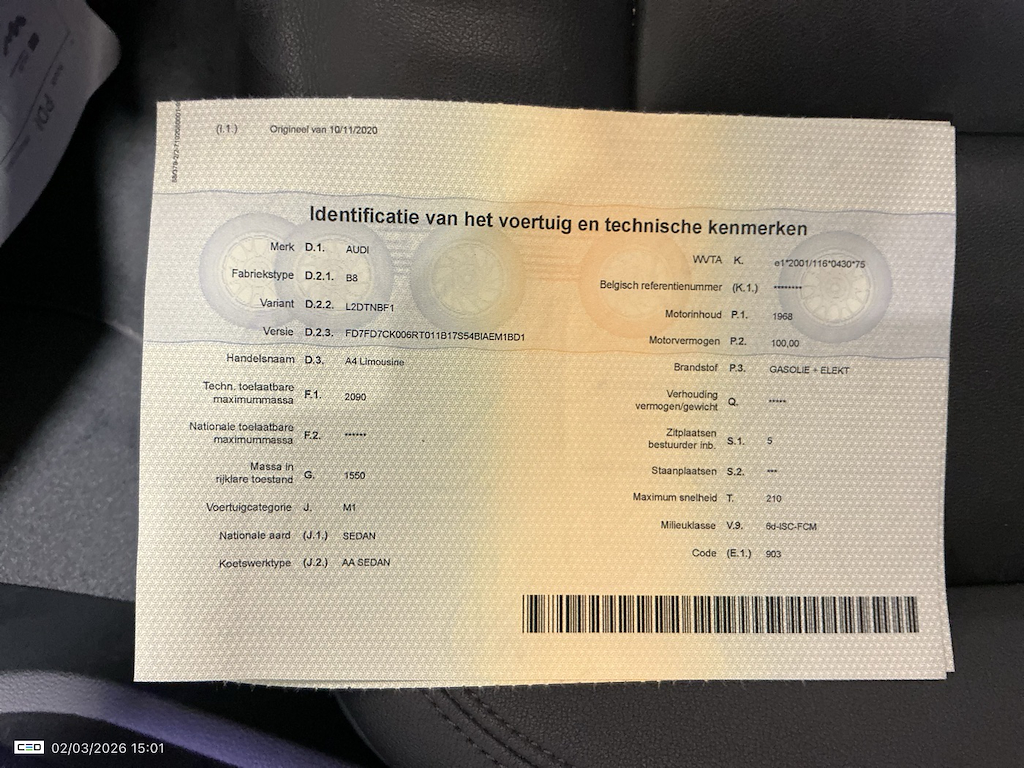 (I.1.) Origineel van 10/11/2020
Identificatie van het voertuig en technische kenmerken
Merk D.1. AUDI
Fabriekstype D.2.1. B8
Variant D.2.2. L2DTNBF1
Versie D.2.3. FD7FD7CK006RT011B17S54BIAEM1BD1
Handelsnaam D.3. A4 Limousine
Techn. toelaatbare
maximummassa F.1. 2090
Nationale toelaatbare
maximummassa F.2. ******
Massa in
rijklare toestand G. 1550
Voertuigcategorie J. M1
Nationale aard (J.1.) SEDAN
Koetswerktype (J.2.) AA SEDAN
WVTA K. e1*2001/116*0430*75
Belgisch referentienummer (K.1.) ********
Motorinhoud P.1. 1968
Motorvermogen P.2. 100,00
Brandstof P.3. GASOLIE + ELEKT
Verhouding
vermogen/gewicht Q. *****
Zitplaatsen
bestuurder inb. S.1. 5
Staanplaatsen S.2. ***
Maximum snelheid T. 210
Milieuklasse V.9. 6d-ISC-FCM
Code (E.1.) 903
CEO 02/03/2026 15:01